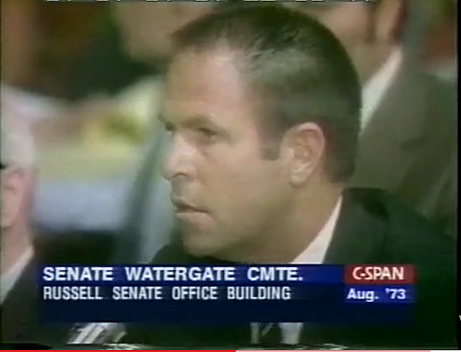 SENATE WATERGATE CMTE.
C-SPAN
RUSSELL SENATE OFFICE BUILDING
Aug. '73